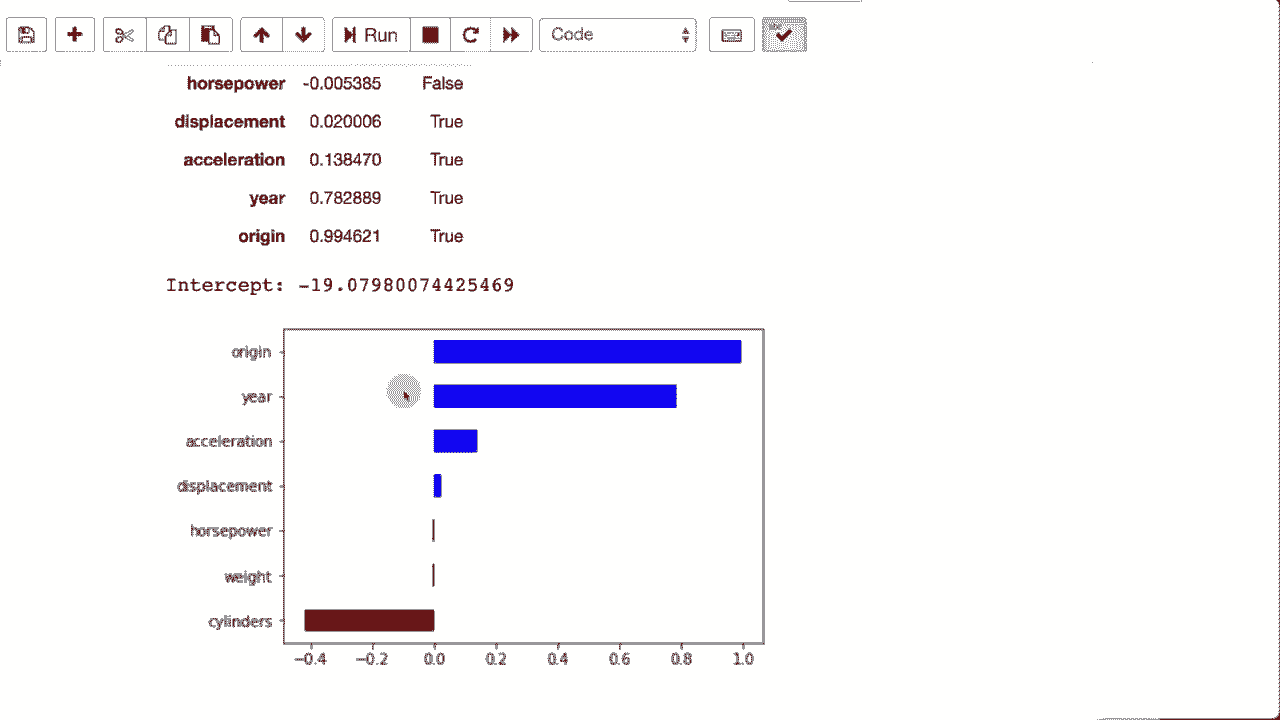 Run Code
horsepower -0.005385 False
displacement 0.020006 True
acceleration 0.138470 True
year 0.782889 True
origin 0.994621 True
Intercept: -19.07980074425469
origin
year
acceleration
displacement
horsepower
weight
cylinders
−0.4 −0.2 0.0 0.2 0.4 0.6 0.8 1.0